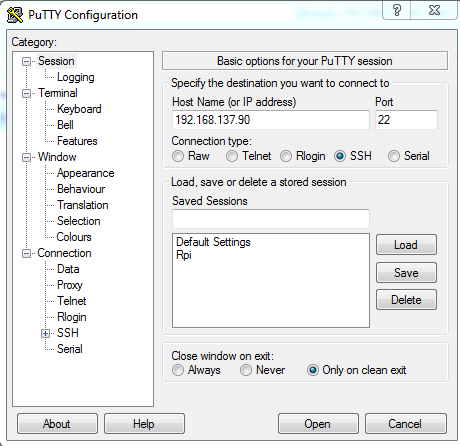 PuTTY Configuration
Category:
Session
Logging
Terminal
Keyboard
Bell
Features
Window
Appearance
Behaviour
Translation
Selection
Colours
Connection
Data
Proxy
Telnet
Rlogin
SSH
Serial
Basic options for your PuTTY session
Specify the destination you want to connect to
Host Name (or IP address) Port
192.168.137.90 22
Connection type:
Raw Telnet Rlogin SSH Serial
Load, save or delete a stored session
Saved Sessions
Default Settings
Rpi
Load
Save
Delete
Close window on exit:
Always Never Only on clean exit
About Help Open Cancel